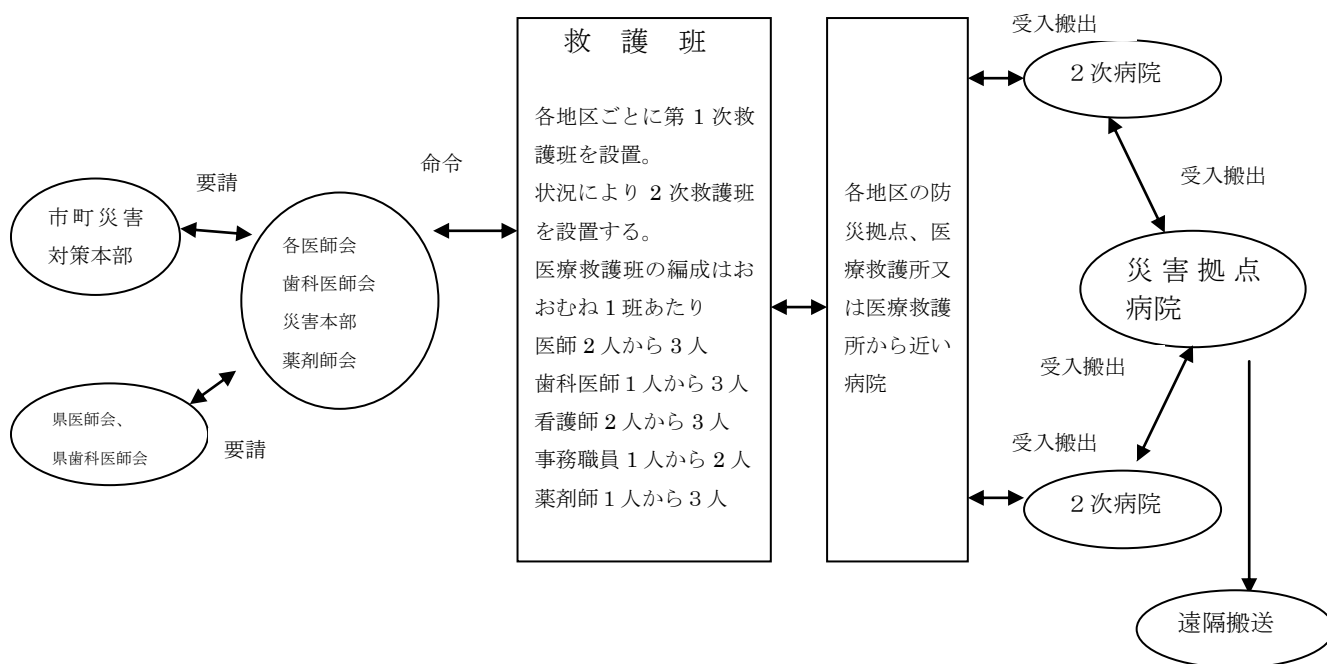 市町災害
対策本部
要請
県医師会、
県歯科医師会
要請
各医師会
歯科医師会
災害本部
薬剤師会
命令
救　護　班
各地区ごとに第 1 次救
護班を設置。
状況により 2 次救護班
を設置する。
医療救護班の編成はお
おむね 1 班あたり
医師 2 人から 3 人
歯科医師 1 人から 3 人
看護師 2 人から 3 人
事務職員 1 人から 2 人
薬剤師 1 人から 3 人
各地区の防
災拠点、医
療救護所又
は医療救護
所から近い
病院
受入搬出
２次病院
受入搬出
災害拠点
病院
受入搬出
受入搬出
２次病院
遠隔搬送